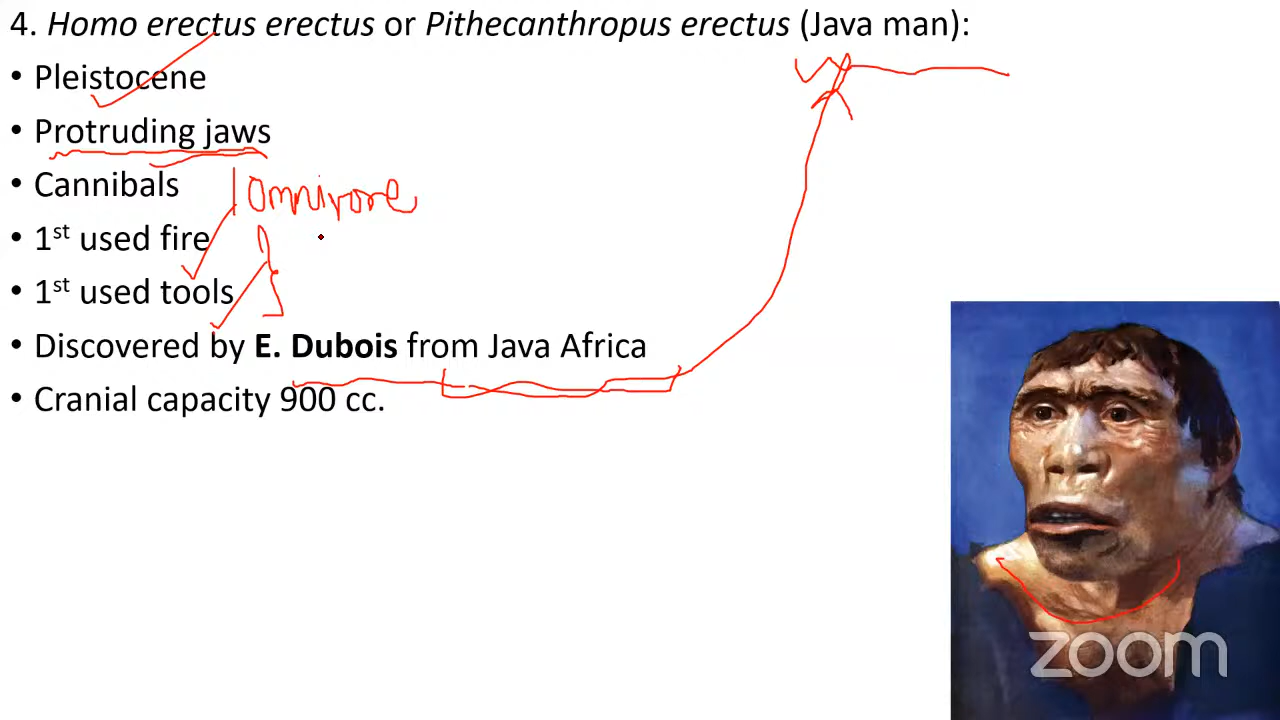 4. Homo erectus erectus or Pithecanthropus erectus (Java man):
• Pleistocene
• Protruding jaws
• Cannibals | Omnivore
• 1st used fire
• 1st used tools
• Discovered by E. Dubois from Java Africa
• Cranial capacity 900 cc.
zoom